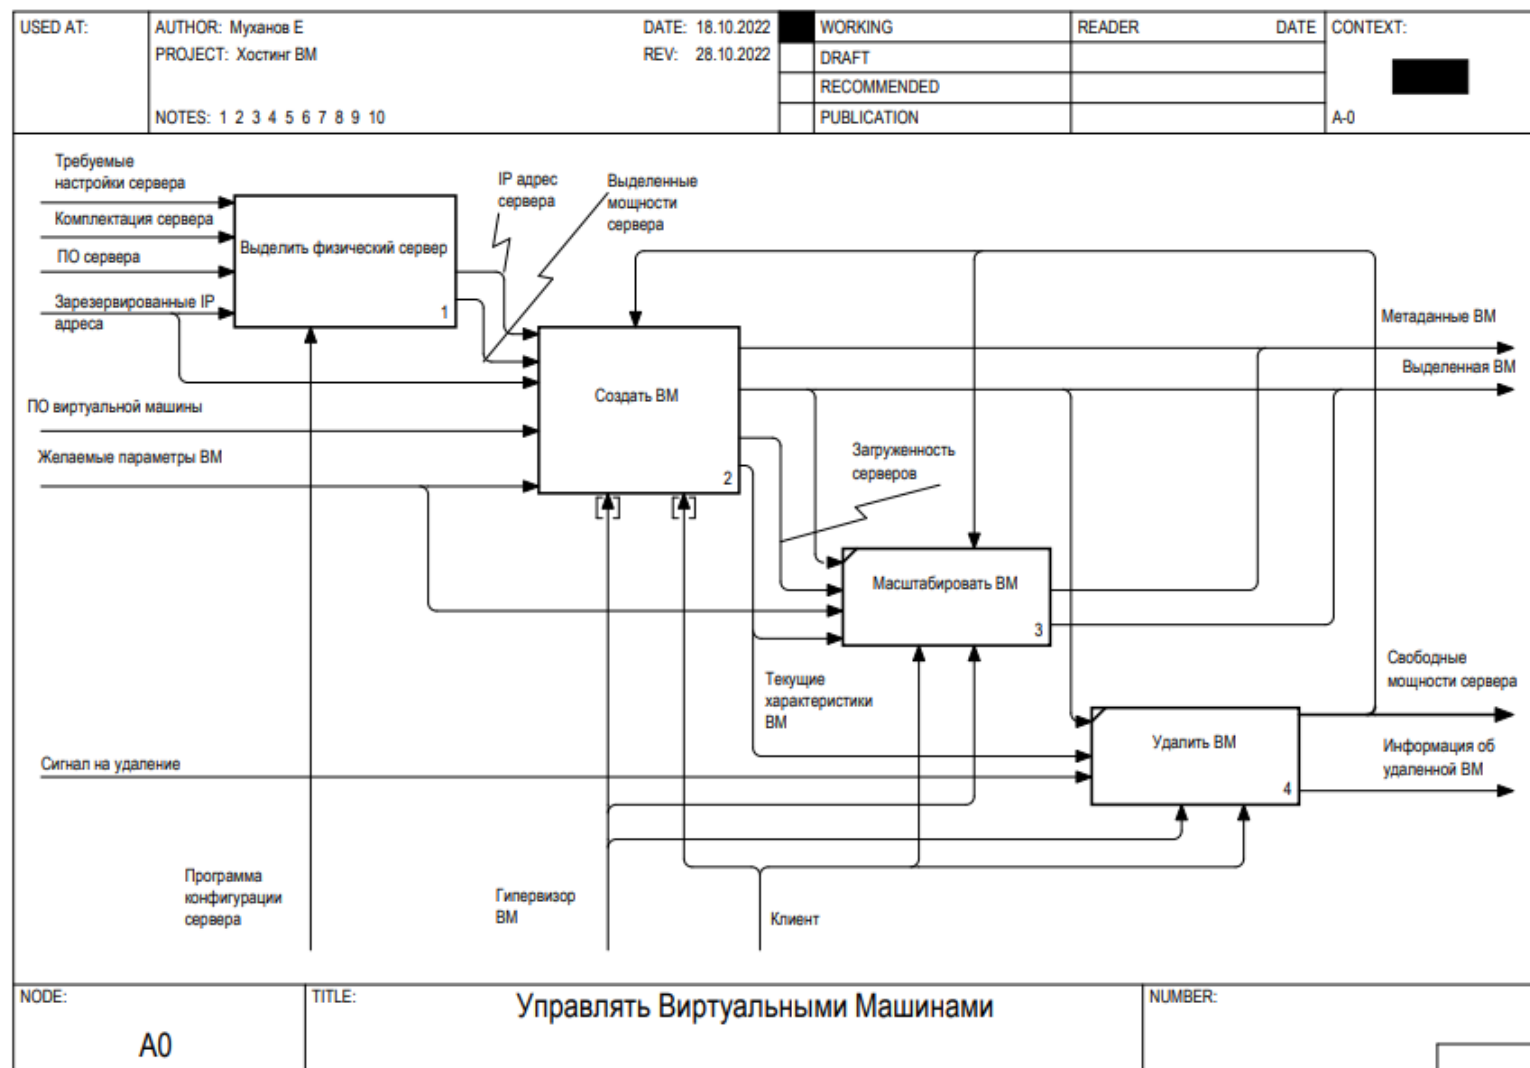 USED AT:
AUTHOR: Муханов Е
DATE: 18.10.2022
PROJECT: Хостинг ВМ
REV: 28.10.2022
NOTES: 1 2 3 4 5 6 7 8 9 10
WORKING
DRAFT
RECOMMENDED
PUBLICATION
READER
DATE
CONTEXT:
A-0
Требуемые
настройки сервера
Комплектация сервера
ПО сервера
Зарезервированные IP
адреса
Выделить физический сервер
1
IP адрес
сервера
Выделенные
мощности
сервера
Метаданные ВМ
Выделенная ВМ
ПО виртуальной машины
Желаемые параметры ВМ
Создать ВМ
2
Загруженность
серверов
Масштабировать ВМ
3
Текущие
характеристики
ВМ
Свободные
мощности сервера
Удалить ВМ
4
Информация об
удаленной ВМ
Сигнал на удаление
Программа
конфигурации
сервера
Гипервизор
ВМ
Клиент
NODE:
A0
TITLE:
Управлять Виртуальными Машинами
NUMBER: